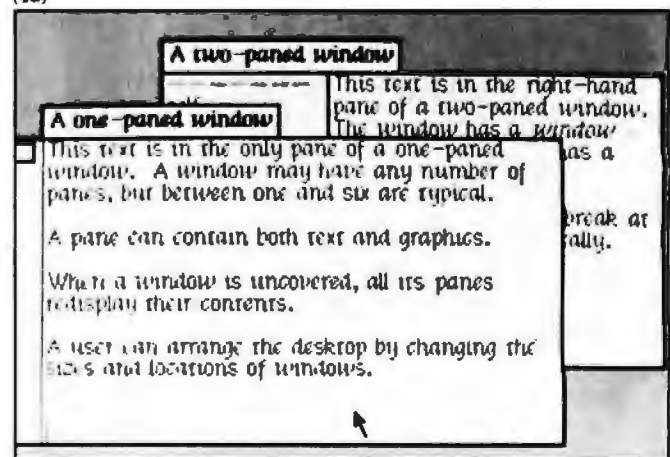 A two-paned window
This text is in the right-hand
pane of a two-paned window.
The window has a window
has a
break at
ally.
A one-paned window
This text is in the only pane of a one-paned
window. A window may have any number of
panes, but between one and six are typical.
A pane can contain both text and graphics.
When a window is uncovered, all its panes
redisplay their contents.
A user can arrange the desktop by changing the
sizes and locations of windows.